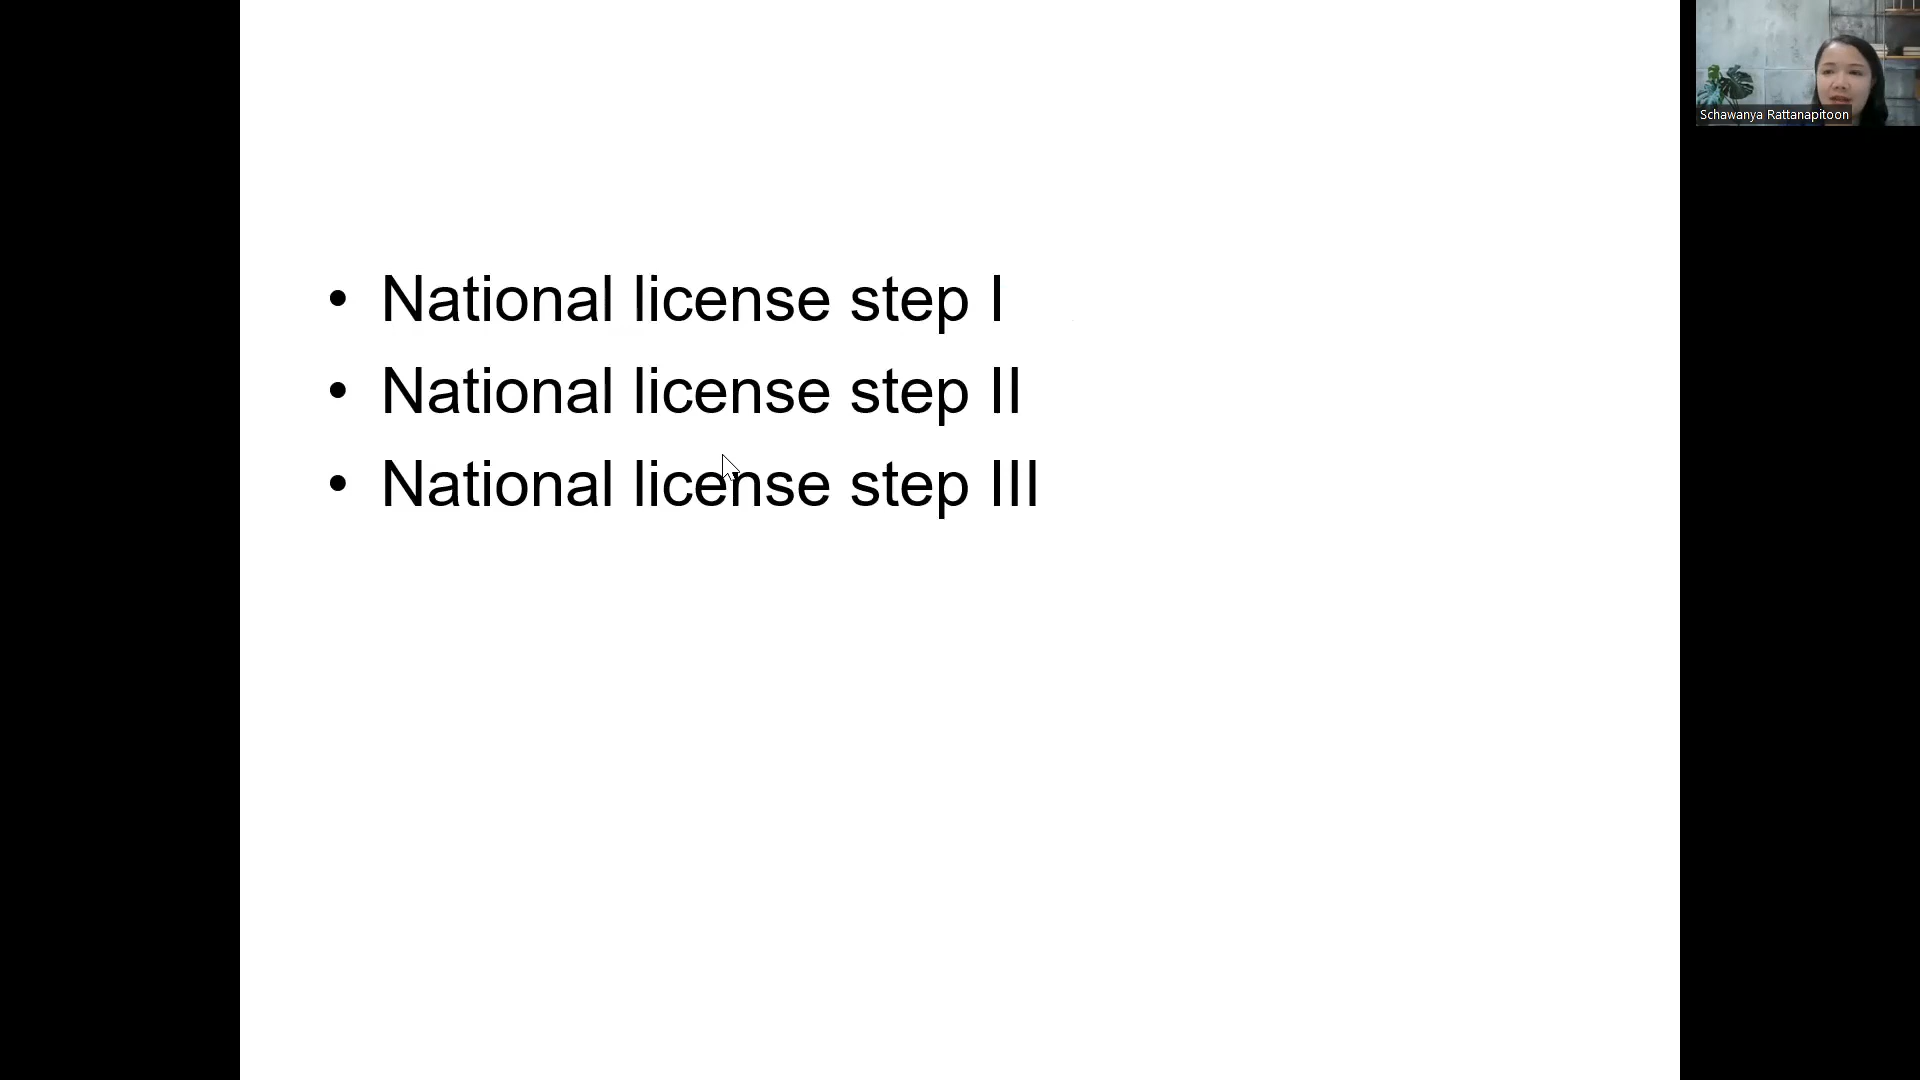 Schawanya Rattanapitoon
• National license step I
• National license step II
• National license step III